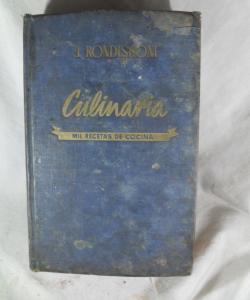 J. RONDISSONI
Culinaria
MIL RECETAS DE COCINA